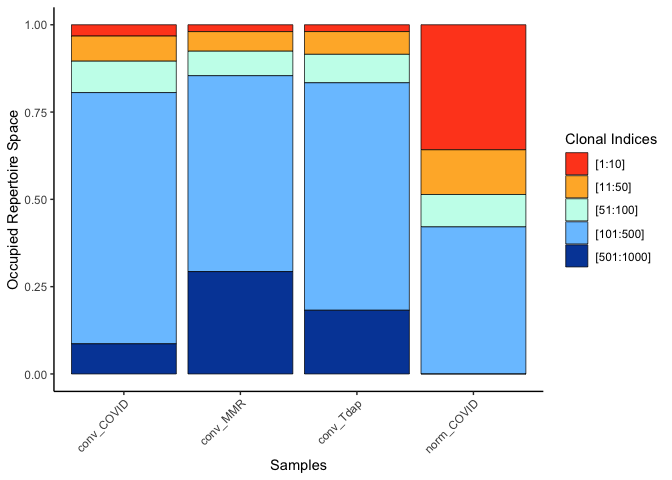 Occupied Repertoire Space
1.00
0.75
0.50
0.25
0.00
conv_COVID
conv_MMR
conv_Tdap
norm_COVID
Samples
Clonal Indices
[1:10]
[11:50]
[51:100]
[101:500]
[501:1000]